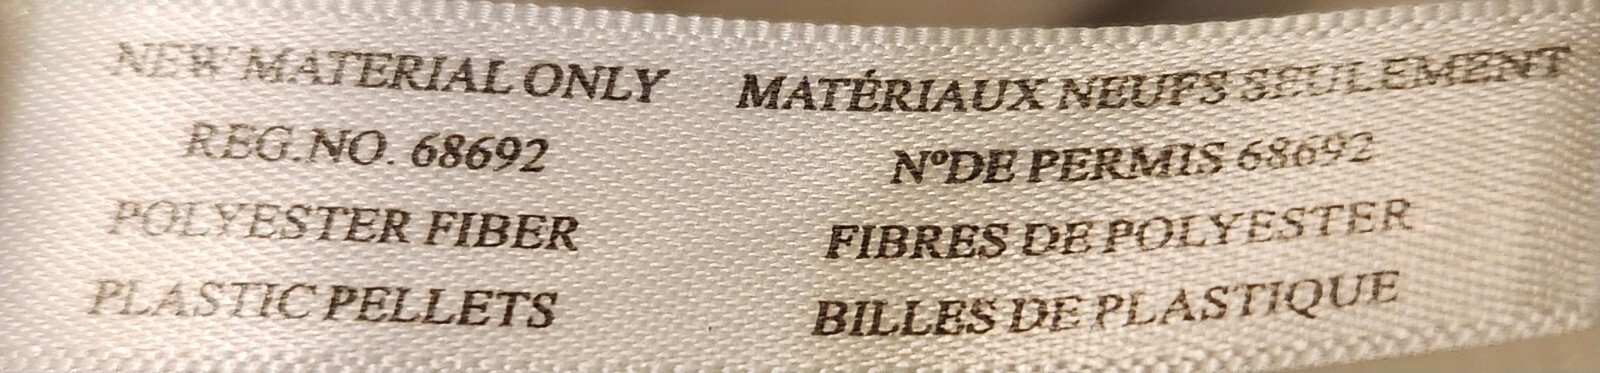 NEW MATERIAL ONLY
REG.NO. 68692
POLYESTER FIBER
PLASTIC PELLETS
MATÉRIAUX NEUFS SEULEMENT
NºDE PERMIS 68692
FIBRES DE POLYESTER
BILLES DE PLASTIQUE